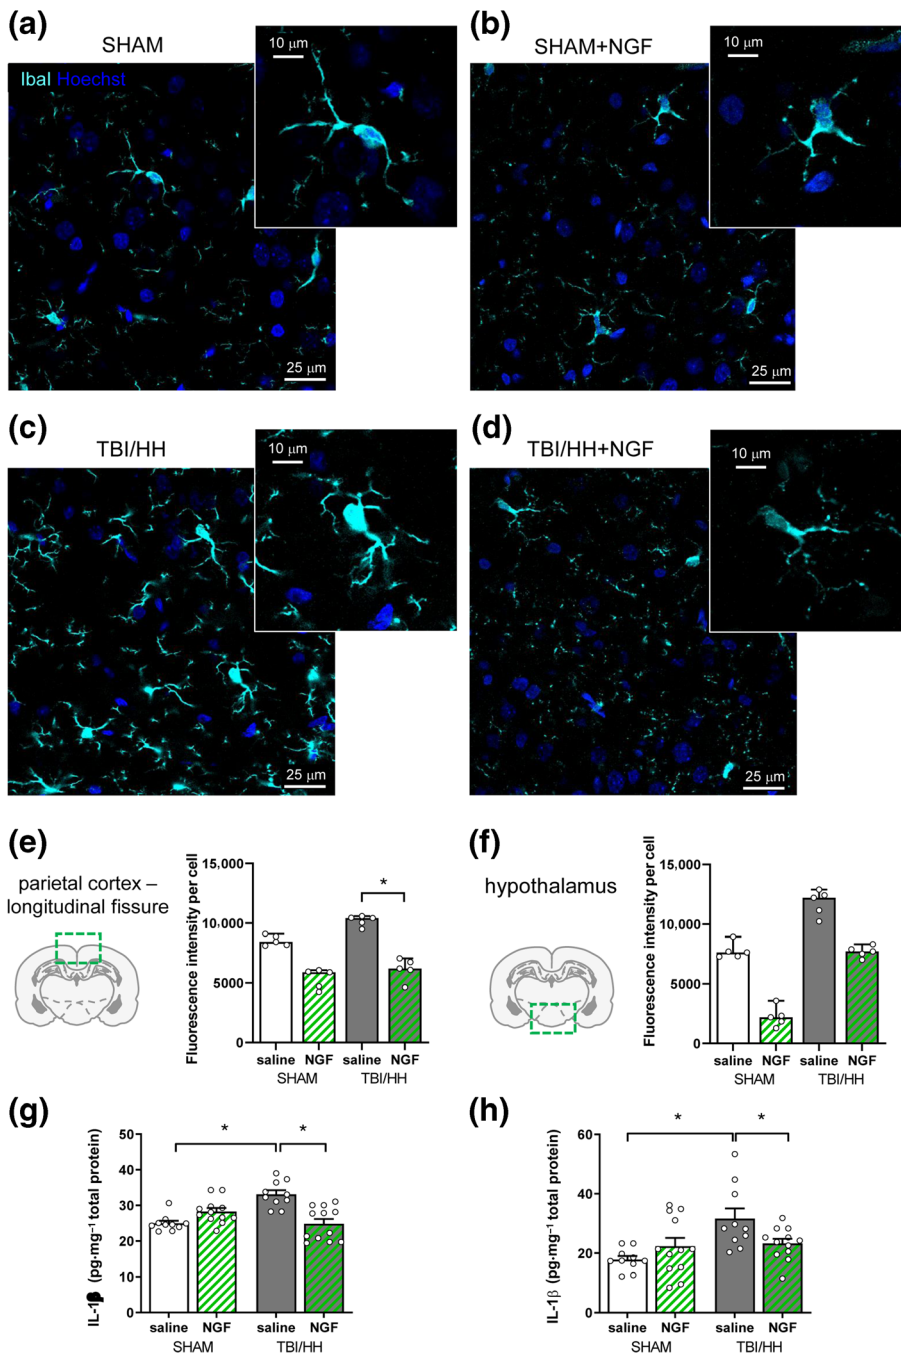 (a)
SHAM
IbaI Hoechst
10 μm
25 μm
(b)
SHAM+NGF
10 μm
25 μm
(c)
TBI/HH
10 μm
25 μm
(d)
TBI/HH+NGF
10 μm
25 μm
(e)
parietal cortex –
longitudinal fissure
Fluorescence intensity per cell
15,000
10.000
5000
0
*
saline NGF saline NGF
SHAM TBI/HH
(f)
hypothalamus
Fluorescence intensity per cell
15,000
10.000
5000
0
saline NGF saline NGF
SHAM TBI/HH
(g)
IL-1β (pg·mg⁻¹ total protein)
50
40
30
20
10
0
* *
saline NGF saline NGF
SHAM TBI/HH
(h)
IL-1β (pg·mg⁻¹ total protein)
60
40
20
0
* *
saline NGF saline NGF
SHAM TBI/HH